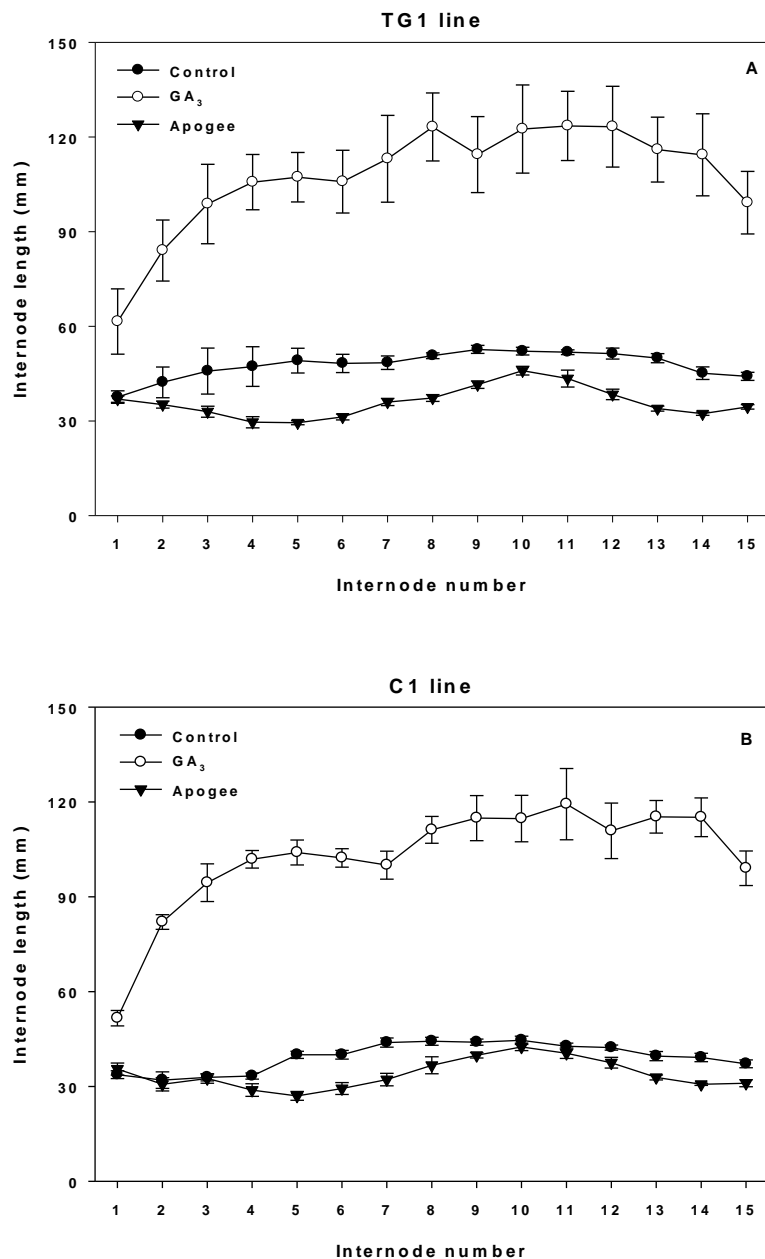 TG1 line
A
Control
GA₃
Apogee
Internode length (mm)
150
120
90
60
30
0
1 2 3 4 5 6 7 8 9 10 11 12 13 14 15
Internode number
C1 line
B
Control
GA₃
Apogee
Internode length (mm)
150
120
90
60
30
0
1 2 3 4 5 6 7 8 9 10 11 12 13 14 15
Internode number